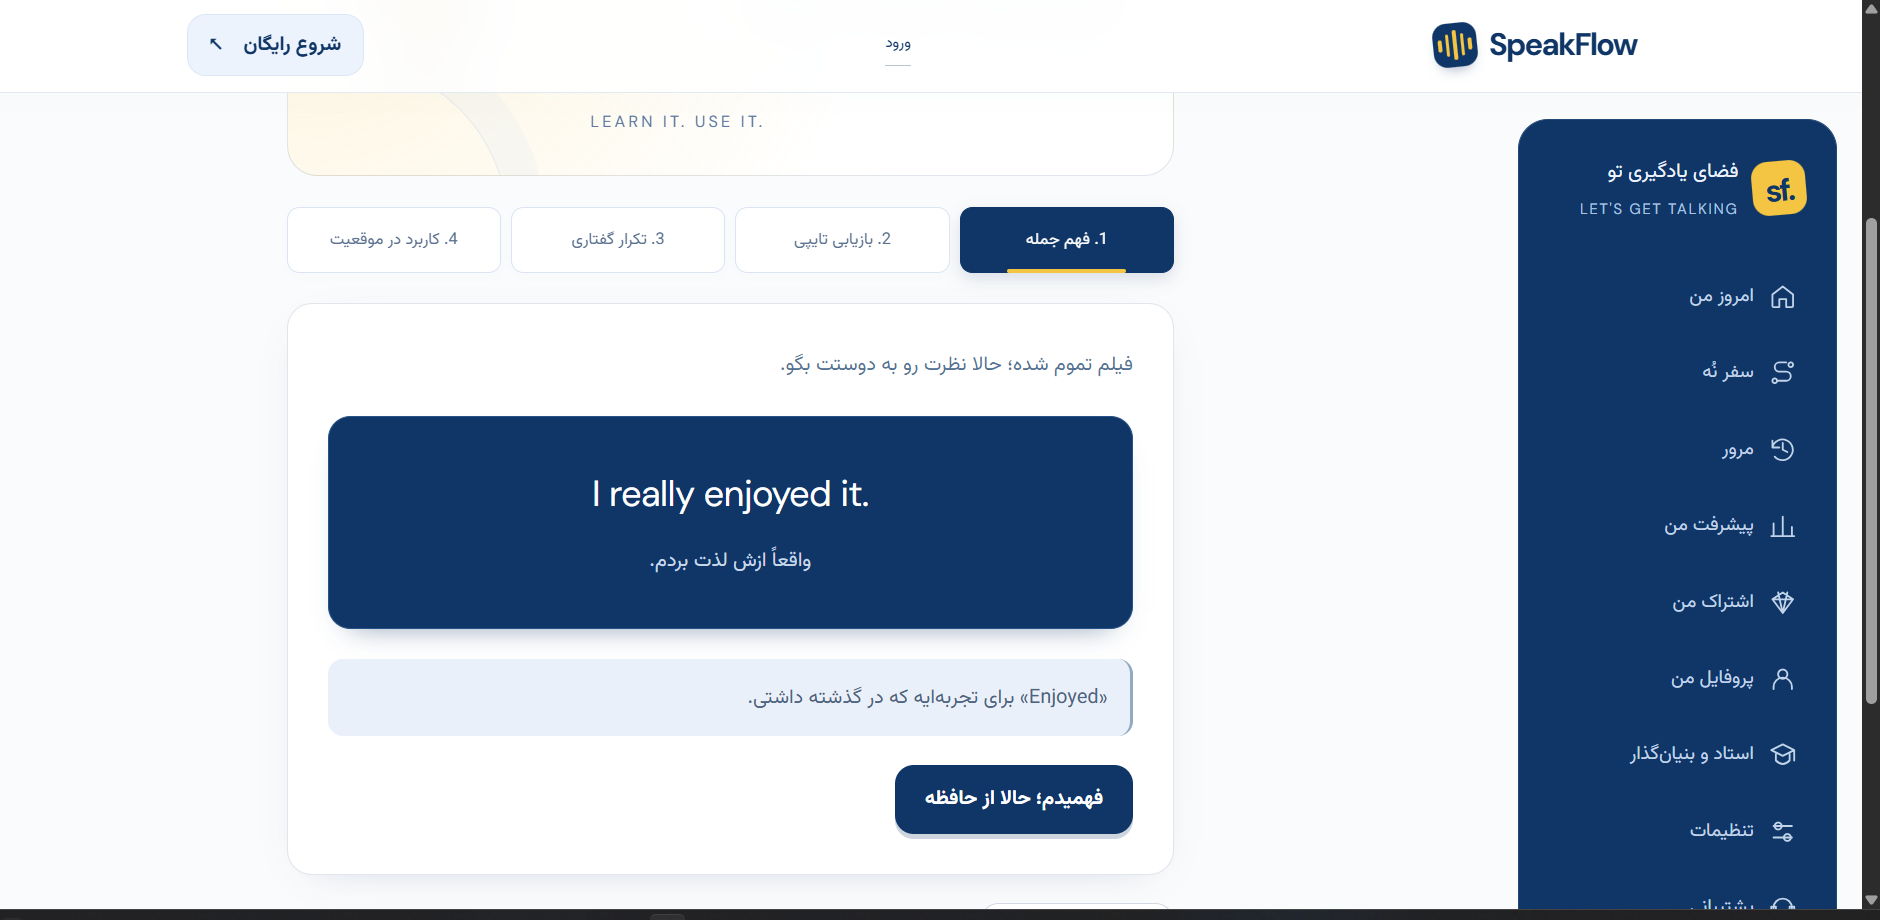 SpeakFlow
ورود
شروع رایگان
فضای یادگیری تو
LET'S GET TALKING
sf.
امروز من
سفر نُه
مرور
پیشرفت من
اشتراک من
پروفایل من
استاد و بنیان‌گذار
تنظیمات
پشتیبانی
LEARN IT. USE IT.
1. فهم جمله
2. بازیابی تایپی
3. تکرار گفتاری
4. کاربرد در موقعیت
فیلم تموم شده؛ حالا نظرت رو به دوستت بگو.
I really enjoyed it.
واقعاً ازش لذت بردم.
«Enjoyed» برای تجربه‌ایه که در گذشته داشتی.
فهمیدم؛ حالا از حافظه